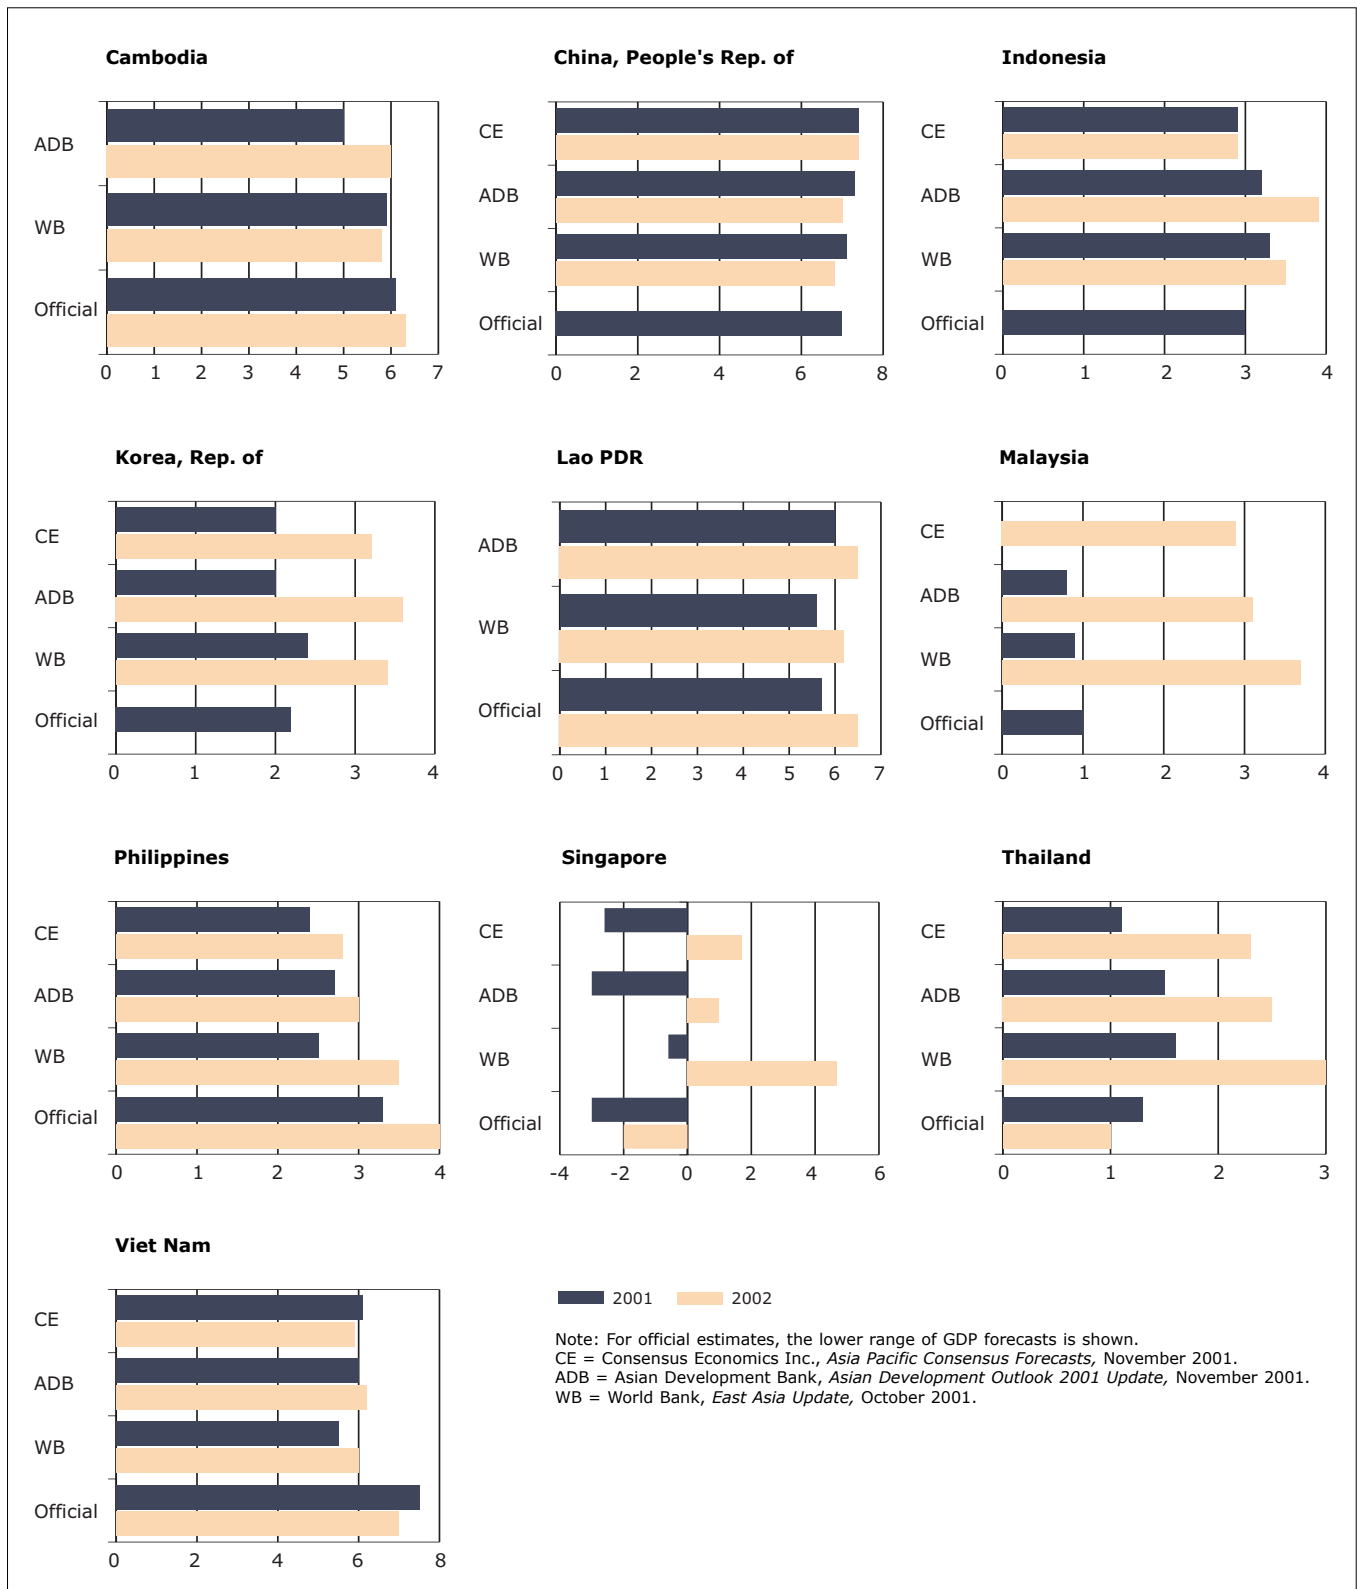 Cambodia
ADB
WB
Official
0 1 2 3 4 5 6 7
China, People's Rep. of
CE
ADB
WB
Official
0 2 4 6 8
Indonesia
CE
ADB
WB
Official
0 1 2 3 4
Korea, Rep. of
CE
ADB
WB
Official
0 1 2 3 4
Lao PDR
ADB
WB
Official
0 1 2 3 4 5 6 7
Malaysia
CE
ADB
WB
Official
0 1 2 3 4
Philippines
CE
ADB
WB
Official
0 1 2 3 4
Singapore
CE
ADB
WB
Official
-4 -2 0 2 4 6
Thailand
CE
ADB
WB
Official
0 1 2 3
Viet Nam
CE
ADB
WB
Official
0 2 4 6 8
2001 2002
Note: For official estimates, the lower range of GDP forecasts is shown.
CE = Consensus Economics Inc., Asia Pacific Consensus Forecasts, November 2001.
ADB = Asian Development Bank, Asian Development Outlook 2001 Update, November 2001.
WB = World Bank, East Asia Update, October 2001.